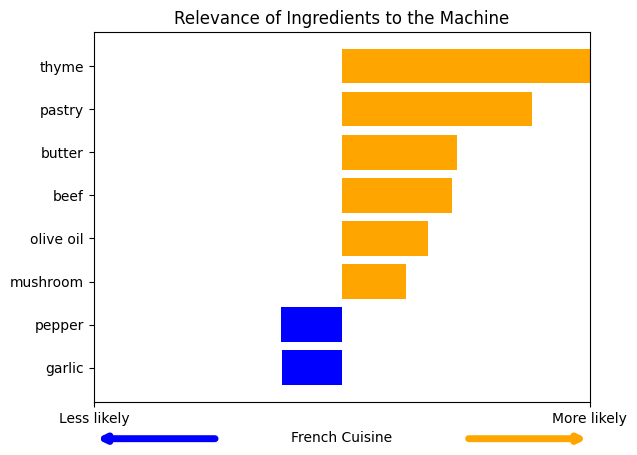 Relevance of Ingredients to the Machine
thyme
pastry
butter
beef
olive oil
mushroom
pepper
garlic
Less likely
More likely
French Cuisine